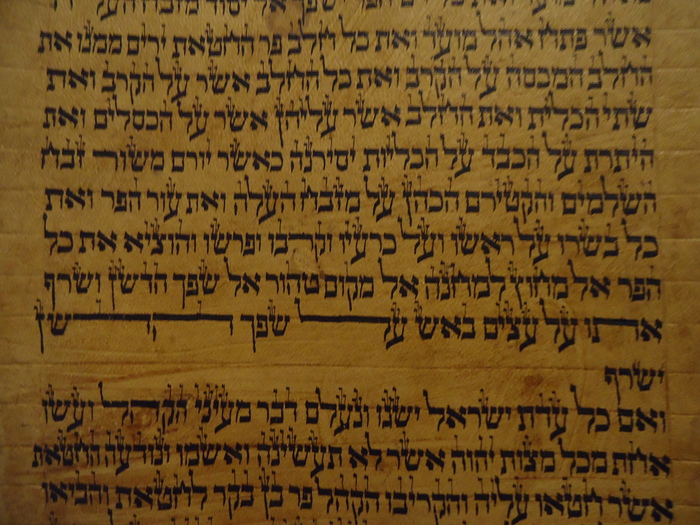 אל יסוד מזבח העלה
אשר פתח אהל מועד ואת כל חלב פר החטאת ירים ממנו את
החלב המכסה על הקרב ואת כל החלב אשר על הקרב ואת
שתי הכלית ואת החלב אשר עליהן אשר על הכסלים ואת
היתרת על הכבד על הכליות יסירנה כאשר יורם משור זבח
השלמים והקטירם הכהן על מזבח העלה ואת עור הפר ואת
כל בשרו על ראשו ועל כרעיו וקרבו ופרשו והוציא את כל
הפר אל מחוץ למחנה אל מקום טהור אל שפך הדשן ושרף
אתו על עצים באש על שפך הדשן
ישרף
ואם כל עדת ישראל ישגו ונעלם דבר מעיני הקהל ועשו
אחת מכל מצות יהוה אשר לא תעשינה ואשמו ונודעה החטאת
אשר חטאו עליה והקריבו הקהל פר בן בקר לחטאת והביאו